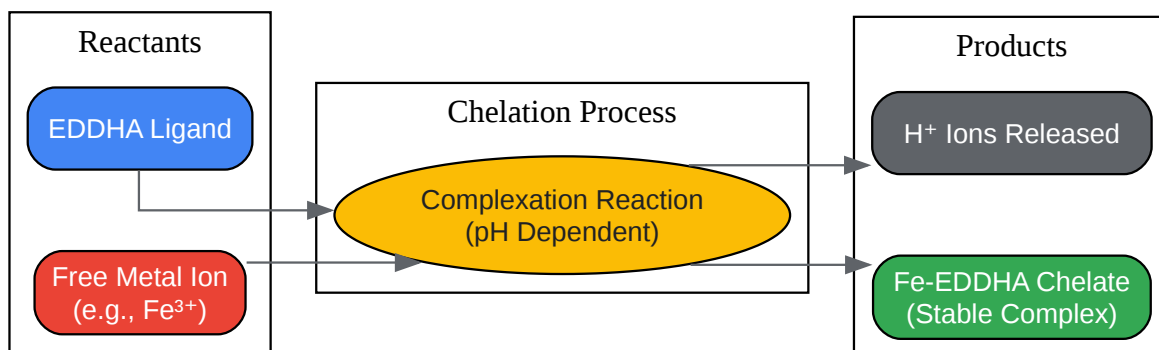 Reactants
EDDHA Ligand
Free Metal Ion
(e.g., Fe³⁺)
Chelation Process
Complexation Reaction
(pH Dependent)
Products
H⁺ Ions Released
Fe-EDDHA Chelate
(Stable Complex)